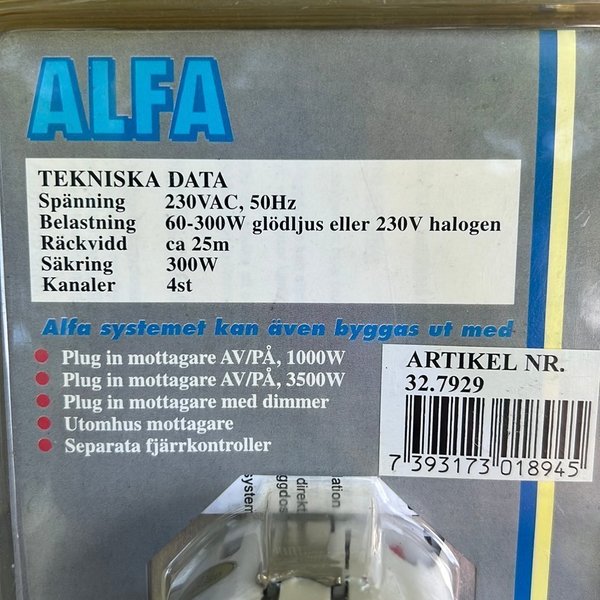 ALFA
TEKNISKA DATA
Spänning 230VAC, 50Hz
Belastning 60-300W glödljus eller 230V halogen
Räckvidd ca 25m
Säkring 300W
Kanaler 4st
Alfa systemet kan även byggas ut med
Plug in mottagare AV/PÅ, 1000W
Plug in mottagare AV/PÅ, 3500W
Plug in mottagare med dimmer
Utomhus mottagare
Separata fjärrkontroller
ARTIKEL NR.
32.7929
7 393173 018945